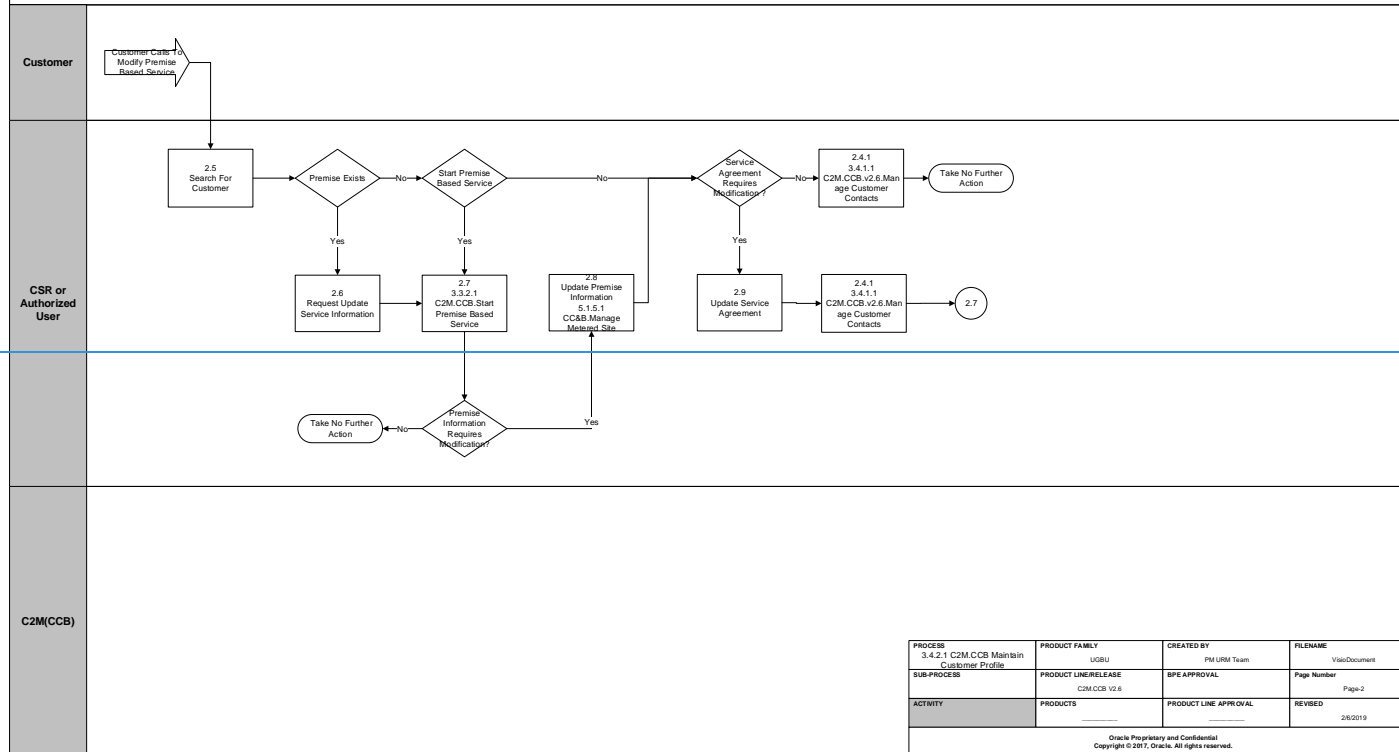 Customer
Customer Calls To
Modify Premise
Based Service
CSR or
Authorized
User
2.5
Search For
Customer
Premise Exists
No
Start Premise
Based Service
No
Service
Agreement
Requires
Modification ?
No
2.4.1
3.4.1.1
C2M.CCB.v2.6.Man
age Customer
Contacts
Take No Further
Action
Yes
Yes
Yes
2.6
Request Update
Service Information
2.7
3.3.2.1
C2M.CCB.Start
Premise Based
Service
2.8
Update Premise
Information
5.1.5.1
CC&B.Manage
Metered Site
2.9
Update Service
Agreement
2.4.1
3.4.1.1
C2M.CCB.v2.6.Man
age Customer
Contacts
2.7
Take No Further
Action
No
Premise
Information
Requires
Modification?
Yes
C2M(CCB)
PROCESS
3.4.2.1 C2M.CCB Maintain
Customer Profile
PRODUCT FAMILY
UGBU
CREATED BY
PM URM Team
FILENAME
VisioDocument
SUB-PROCESS
PRODUCT LINE/RELEASE
C2M.CCB V2.6
BPE APPROVAL
Page Number
Page-2
ACTIVITY
PRODUCTS
PRODUCT LINE APPROVAL
REVISED
2/6/2019
Oracle Proprietary and Confidential
Copyright © 2017, Oracle. All rights reserved.